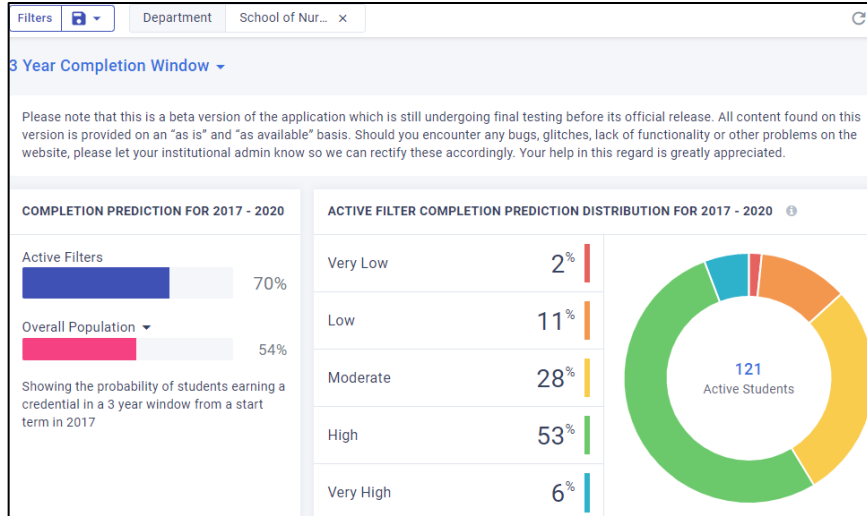 Filters
Department School of Nur... ×
3 Year Completion Window
Please note that this is a beta version of the application which is still undergoing final testing before its official release. All content found on this
version is provided on an “as is” and “as available” basis. Should you encounter any bugs, glitches, lack of functionality or other problems on the
website, please let your institutional admin know so we can rectify these accordingly. Your help in this regard is greatly appreciated.
COMPLETION PREDICTION FOR 2017 - 2020
Active Filters
70%
Overall Population
54%
Showing the probability of students earning a
credential in a 3 year window from a start
term in 2017
ACTIVE FILTER COMPLETION PREDICTION DISTRIBUTION FOR 2017 - 2020
Very Low 2%
Low 11%
Moderate 28%
High 53%
Very High 6%
121
Active Students